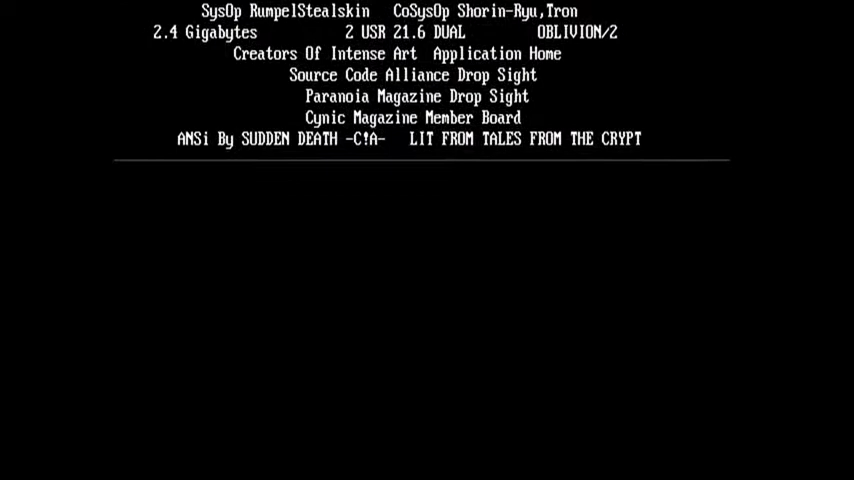 SysOp RumpelStealskin CoSysOp Shorin-Ryu,Tron
2.4 Gigabytes 2 USR 21.6 DUAL OBLIVION/2
Creators Of Intense Art Application Home
Source Code Alliance Drop Sight
Paranoia Magazine Drop Sight
Cynic Magazine Member Board
ANSi By SUDDEN DEATH -C!A- LIT FROM TALES FROM THE CRYPT